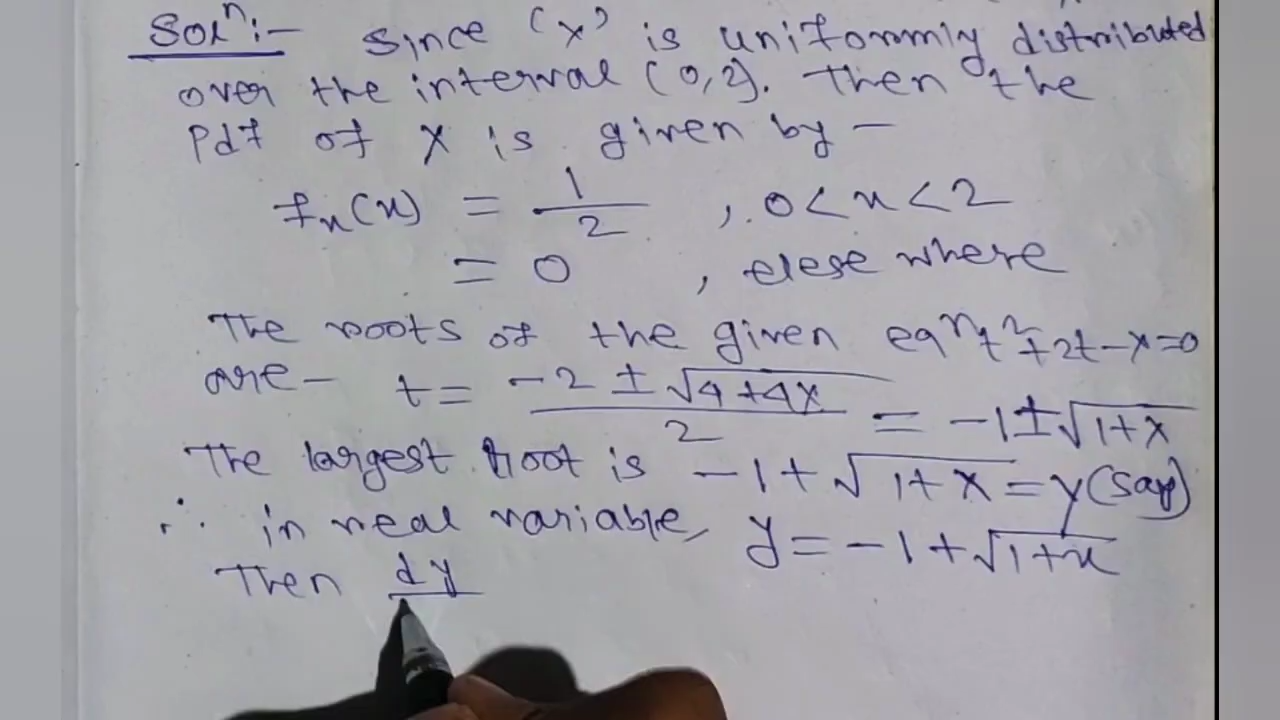 Solⁿ:- Since 'X' is uniformly distributed
over the interval (0,2). Then the
Pdf of X is given by –
fₓ(x) = 1/2 , 0<x<2
= 0 , elese where
The roots of the given eqⁿ t²+2t-X=0
are– t = (-2 ± √(4+4X))/2 = -1±√(1+X)
The largest root is -1+√(1+X) = Y(say)
∴ in real variable, y = -1+√(1+x)
Then dy